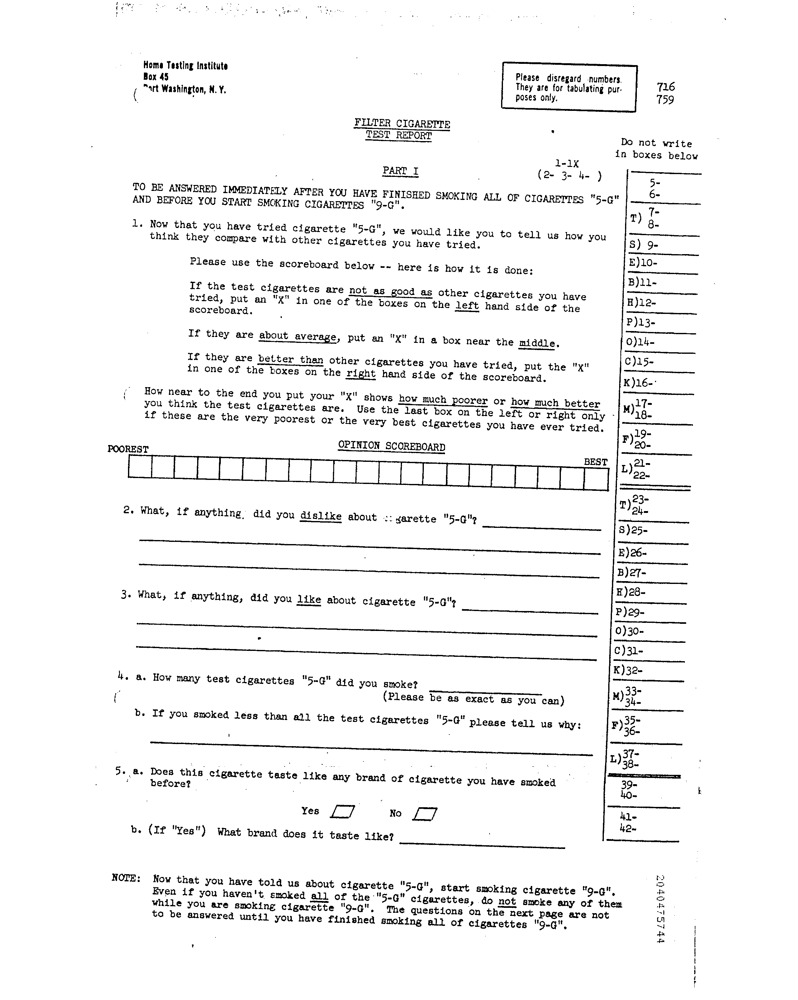 Home Testing Institute
Box 45
Port Washington, N. Y.
Please disregard numbers.
They are for tabulating pur-
poses only.
716
759
FILTER CIGARETTE
TEST REPORT
Do not write
in boxes below
PART I
1-1X
(2- 3- 4- )
TO BE ANSWERED IMMEDIATELY AFTER YOU HAVE FINISHED SMOKING ALL OF CIGARETTES "5-G"
AND BEFORE YOU START SMOKING CIGARETTES "9-G".
1. Now that you have tried cigarette "5-G", we would like you to tell us how you
think they compare with other cigarettes you have tried.
Please use the scoreboard below -- here is how it is done:
If the test cigarettes are not as good as other cigarettes you have
tried, put an "X" in one of the boxes on the left hand side of the
scoreboard.
If they are about average, put an "X" in a box near the middle.
If they are better than other cigarettes you have tried, put the "X"
in one of the boxes on the right hand side of the scoreboard.
How near to the end you put your "X" shows how much poorer or how much better
you think the test cigarettes are. Use the last box on the left or right only
if these are the very poorest or the very best cigarettes you have ever tried.
OPINION SCOREBOARD
POOREST
BEST
2. What, if anything, did you dislike about cigarette "5-G"?
3. What, if anything, did you like about cigarette "5-G"?
4. a. How many test cigarettes "5-G" did you smoke?
(Please be as exact as you can)
b. If you smoked less than all the test cigarettes "5-G" please tell us why:
5. a. Does this cigarette taste like any brand of cigarette you have smoked
before?
Yes
No
b. (If "Yes") What brand does it taste like?
5-
6-
T) 7-
8-
S) 9-
E)10-
B)11-
H)12-
P)13-
O)14-
C)15-
K)16-
M)17-
18-
F)19-
20-
L)21-
22-
T)23-
24-
S)25-
E)26-
B)27-
H)28-
P)29-
O)30-
C)31-
K)32-
M)33-
34-
F)35-
36-
L)37-
38-
39-
40-
41-
42-
NOTE: Now that you have told us about cigarette "5-G", start smoking cigarette "9-G".
Even if you haven't smoked all of the "5-G" cigarettes, do not smoke any of them
while you are smoking cigarette "9-G". The questions on the next page are not
to be answered until you have finished smoking all of cigarettes "9-G".
2040475744